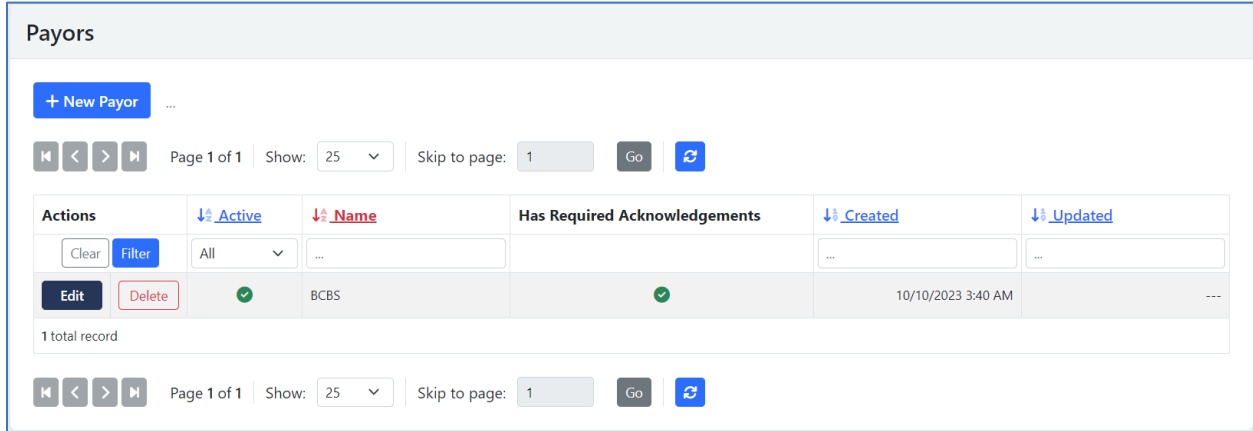 Payors
+ New Payor ...
Page 1 of 1 Show: 25 Skip to page: 1 Go
Actions Active Name Has Required Acknowledgements Created Updated
Clear Filter All ... ... ...
Edit Delete BCBS 10/10/2023 3:40 AM ---
1 total record
Page 1 of 1 Show: 25 Skip to page: 1 Go